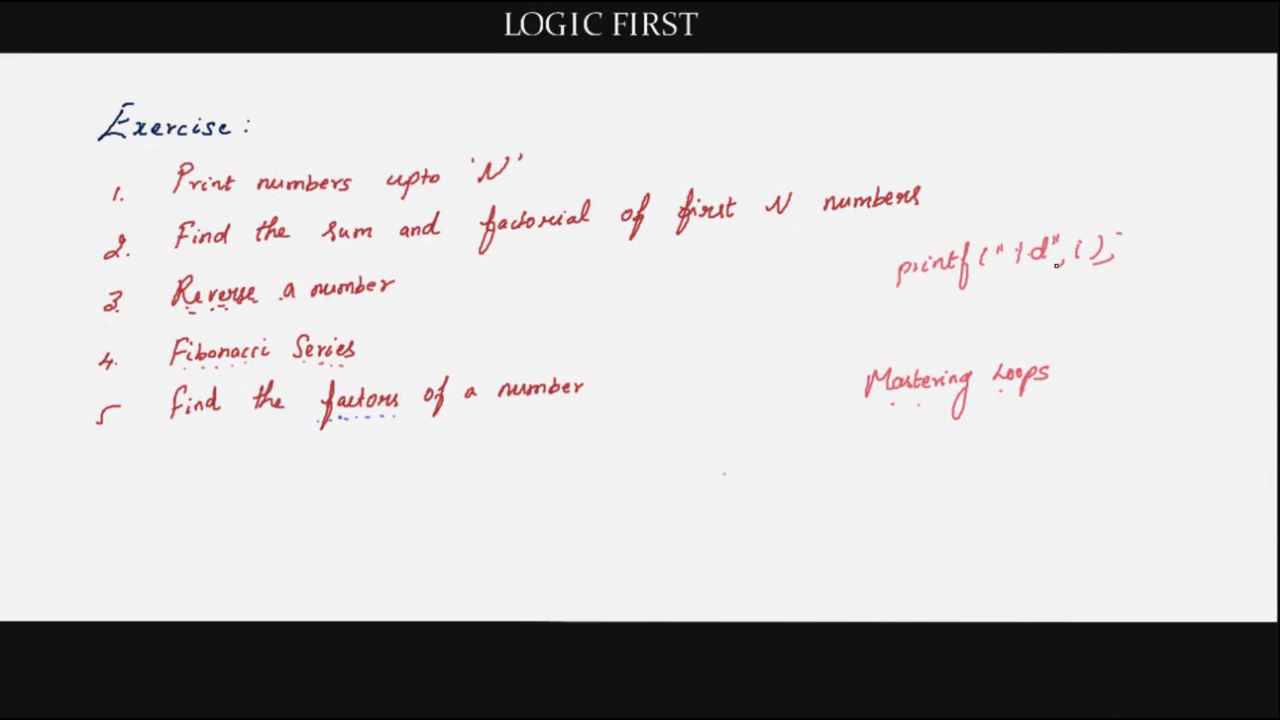 LOGIC FIRST
Exercise:
1. Print numbers upto 'N'
2. Find the sum and factorial of first N numbers
printf("%d", i);
3. Reverse a number
4. Fibonacci Series
Mastering Loops
5 find the factors of a number